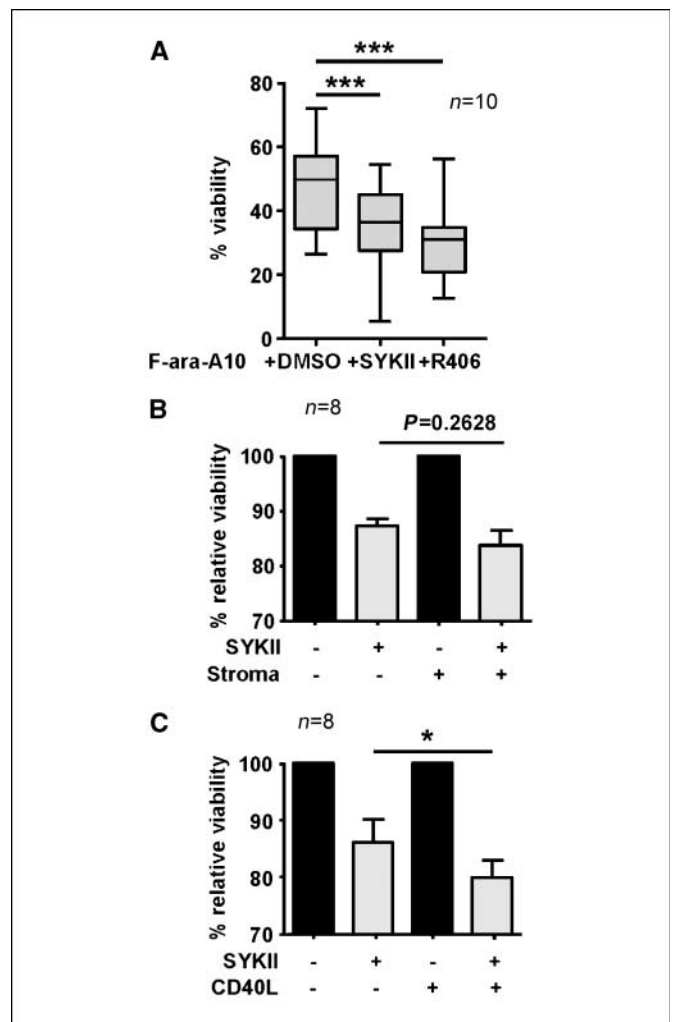 A
***
***
n=10
80
60
40
20
0
% viability
F-ara-A10 +DMSO +SYKII +R406
B
n=8
P=0.2628
100
90
80
70
% relative viability
SYKII - + - +
Stroma - - + +
C
n=8
*
100
90
80
70
% relative viability
SYKII - + - +
CD40L - - + +